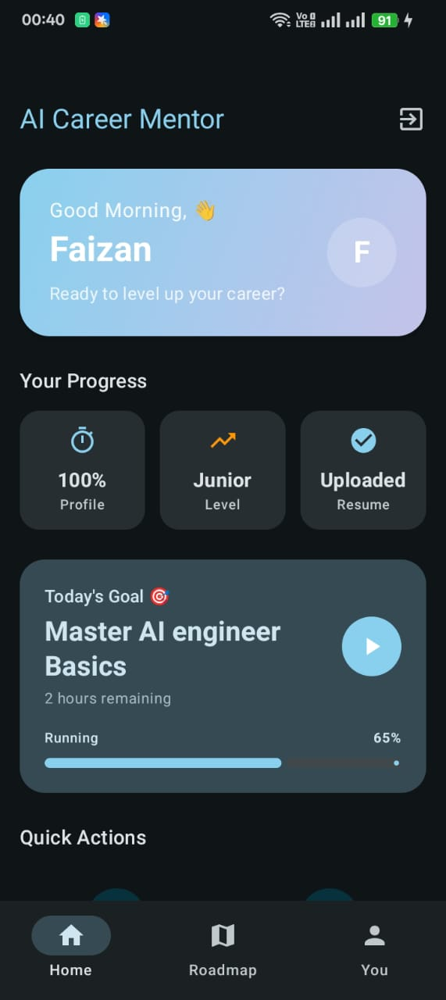 00:40
Vo LTE2
91
AI Career Mentor
Good Morning, 👋
Faizan
F
Ready to level up your career?
Your Progress
100%
Profile
Junior
Level
Uploaded
Resume
Today's Goal 🎯
Master AI engineer
Basics
2 hours remaining
Running
65%
Quick Actions
Home
Roadmap
You